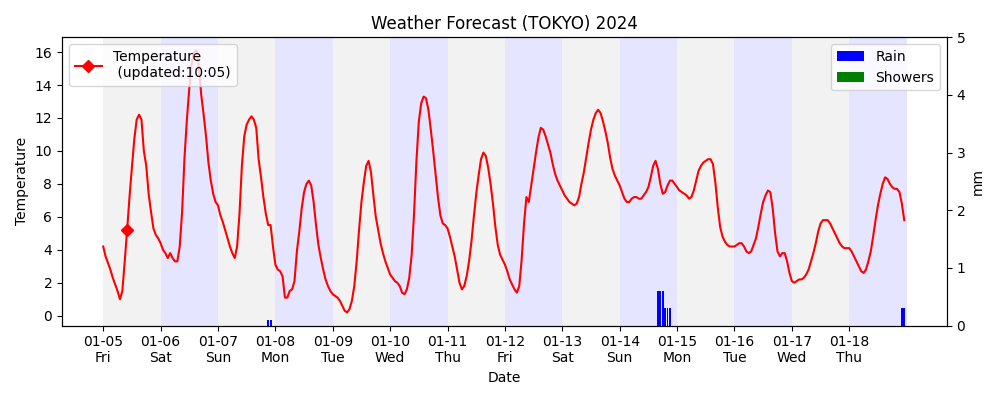 Weather Forecast (TOKYO) 2024
Temperature
(updated:10:05)
Rain
Showers
Temperature
16
14
12
10
8
6
4
2
0
5
4
3
2
1
0
mm
01-05 01-06 01-07 01-08 01-09 01-10 01-11 01-12 01-13 01-14 01-15 01-16 01-17 01-18
Fri Sat Sun Mon Tue Wed Thu Fri Sat Sun Mon Tue Wed Thu
Date